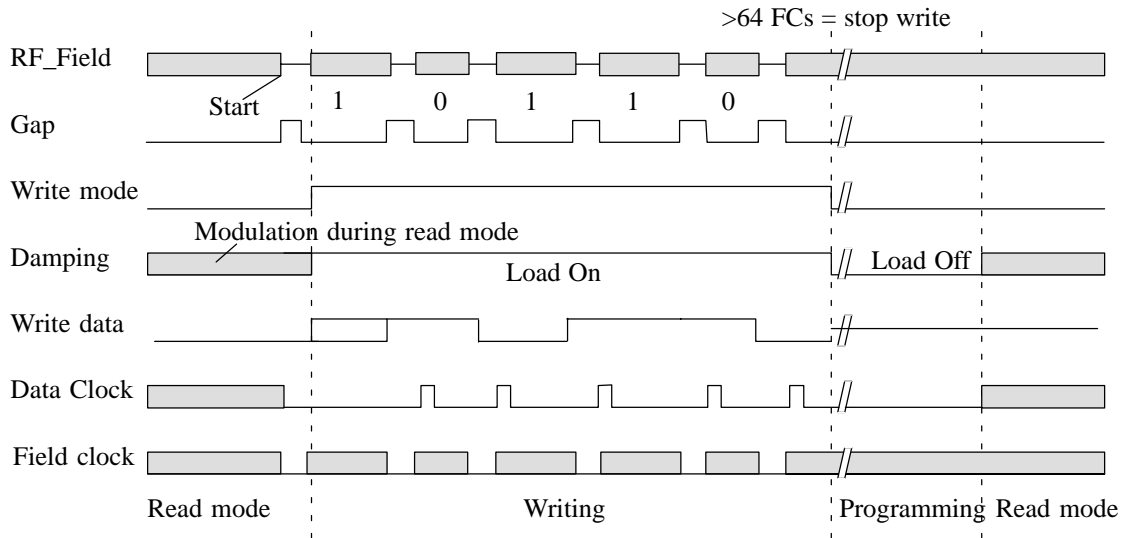 >64 FCs = stop write
RF_Field
Start
1 0 1 1 0
Gap
Write mode
Modulation during read mode
Damping
Load On
Load Off
Write data
Data Clock
Field clock
Read mode Writing Programming Read mode